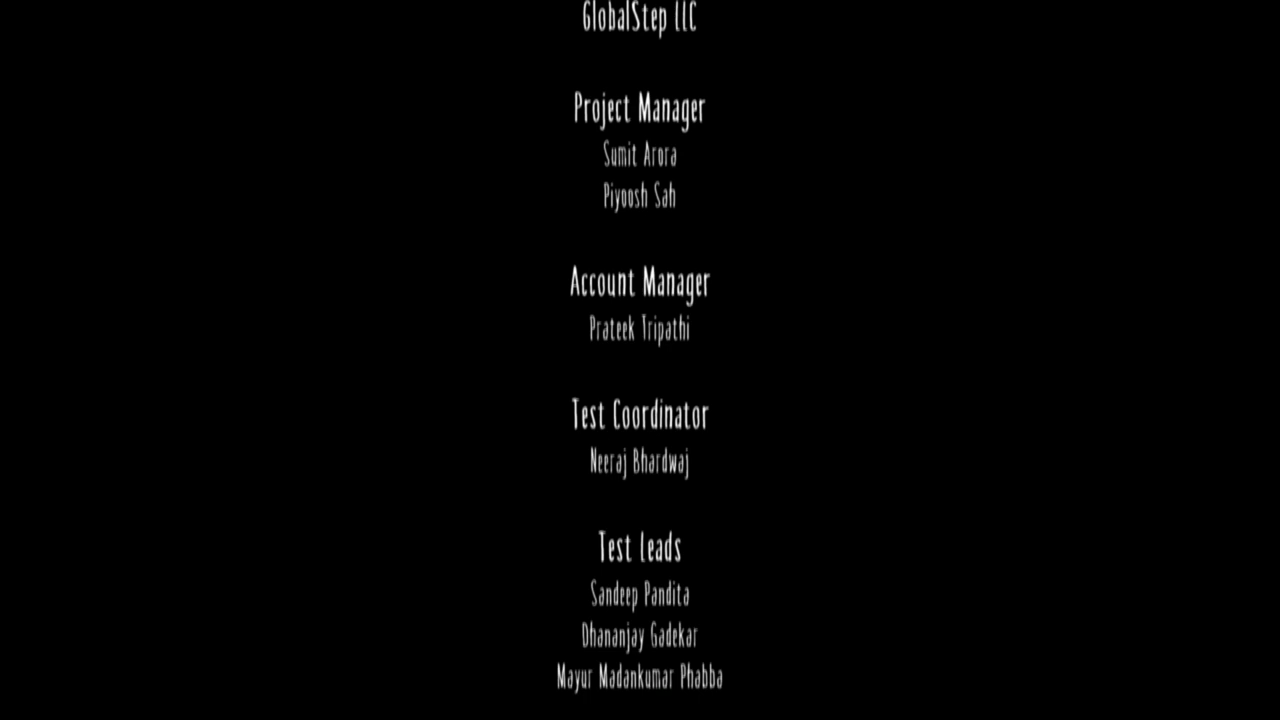 GlobalStep LLC
Project Manager
Sumit Arora
Piyoosh Sah
Account Manager
Prateek Tripathi
Test Coordinator
Neeraj Bhardwaj
Test Leads
Sandeep Pandita
Dhananjay Gadekar
Mayur Madankumar Phabba